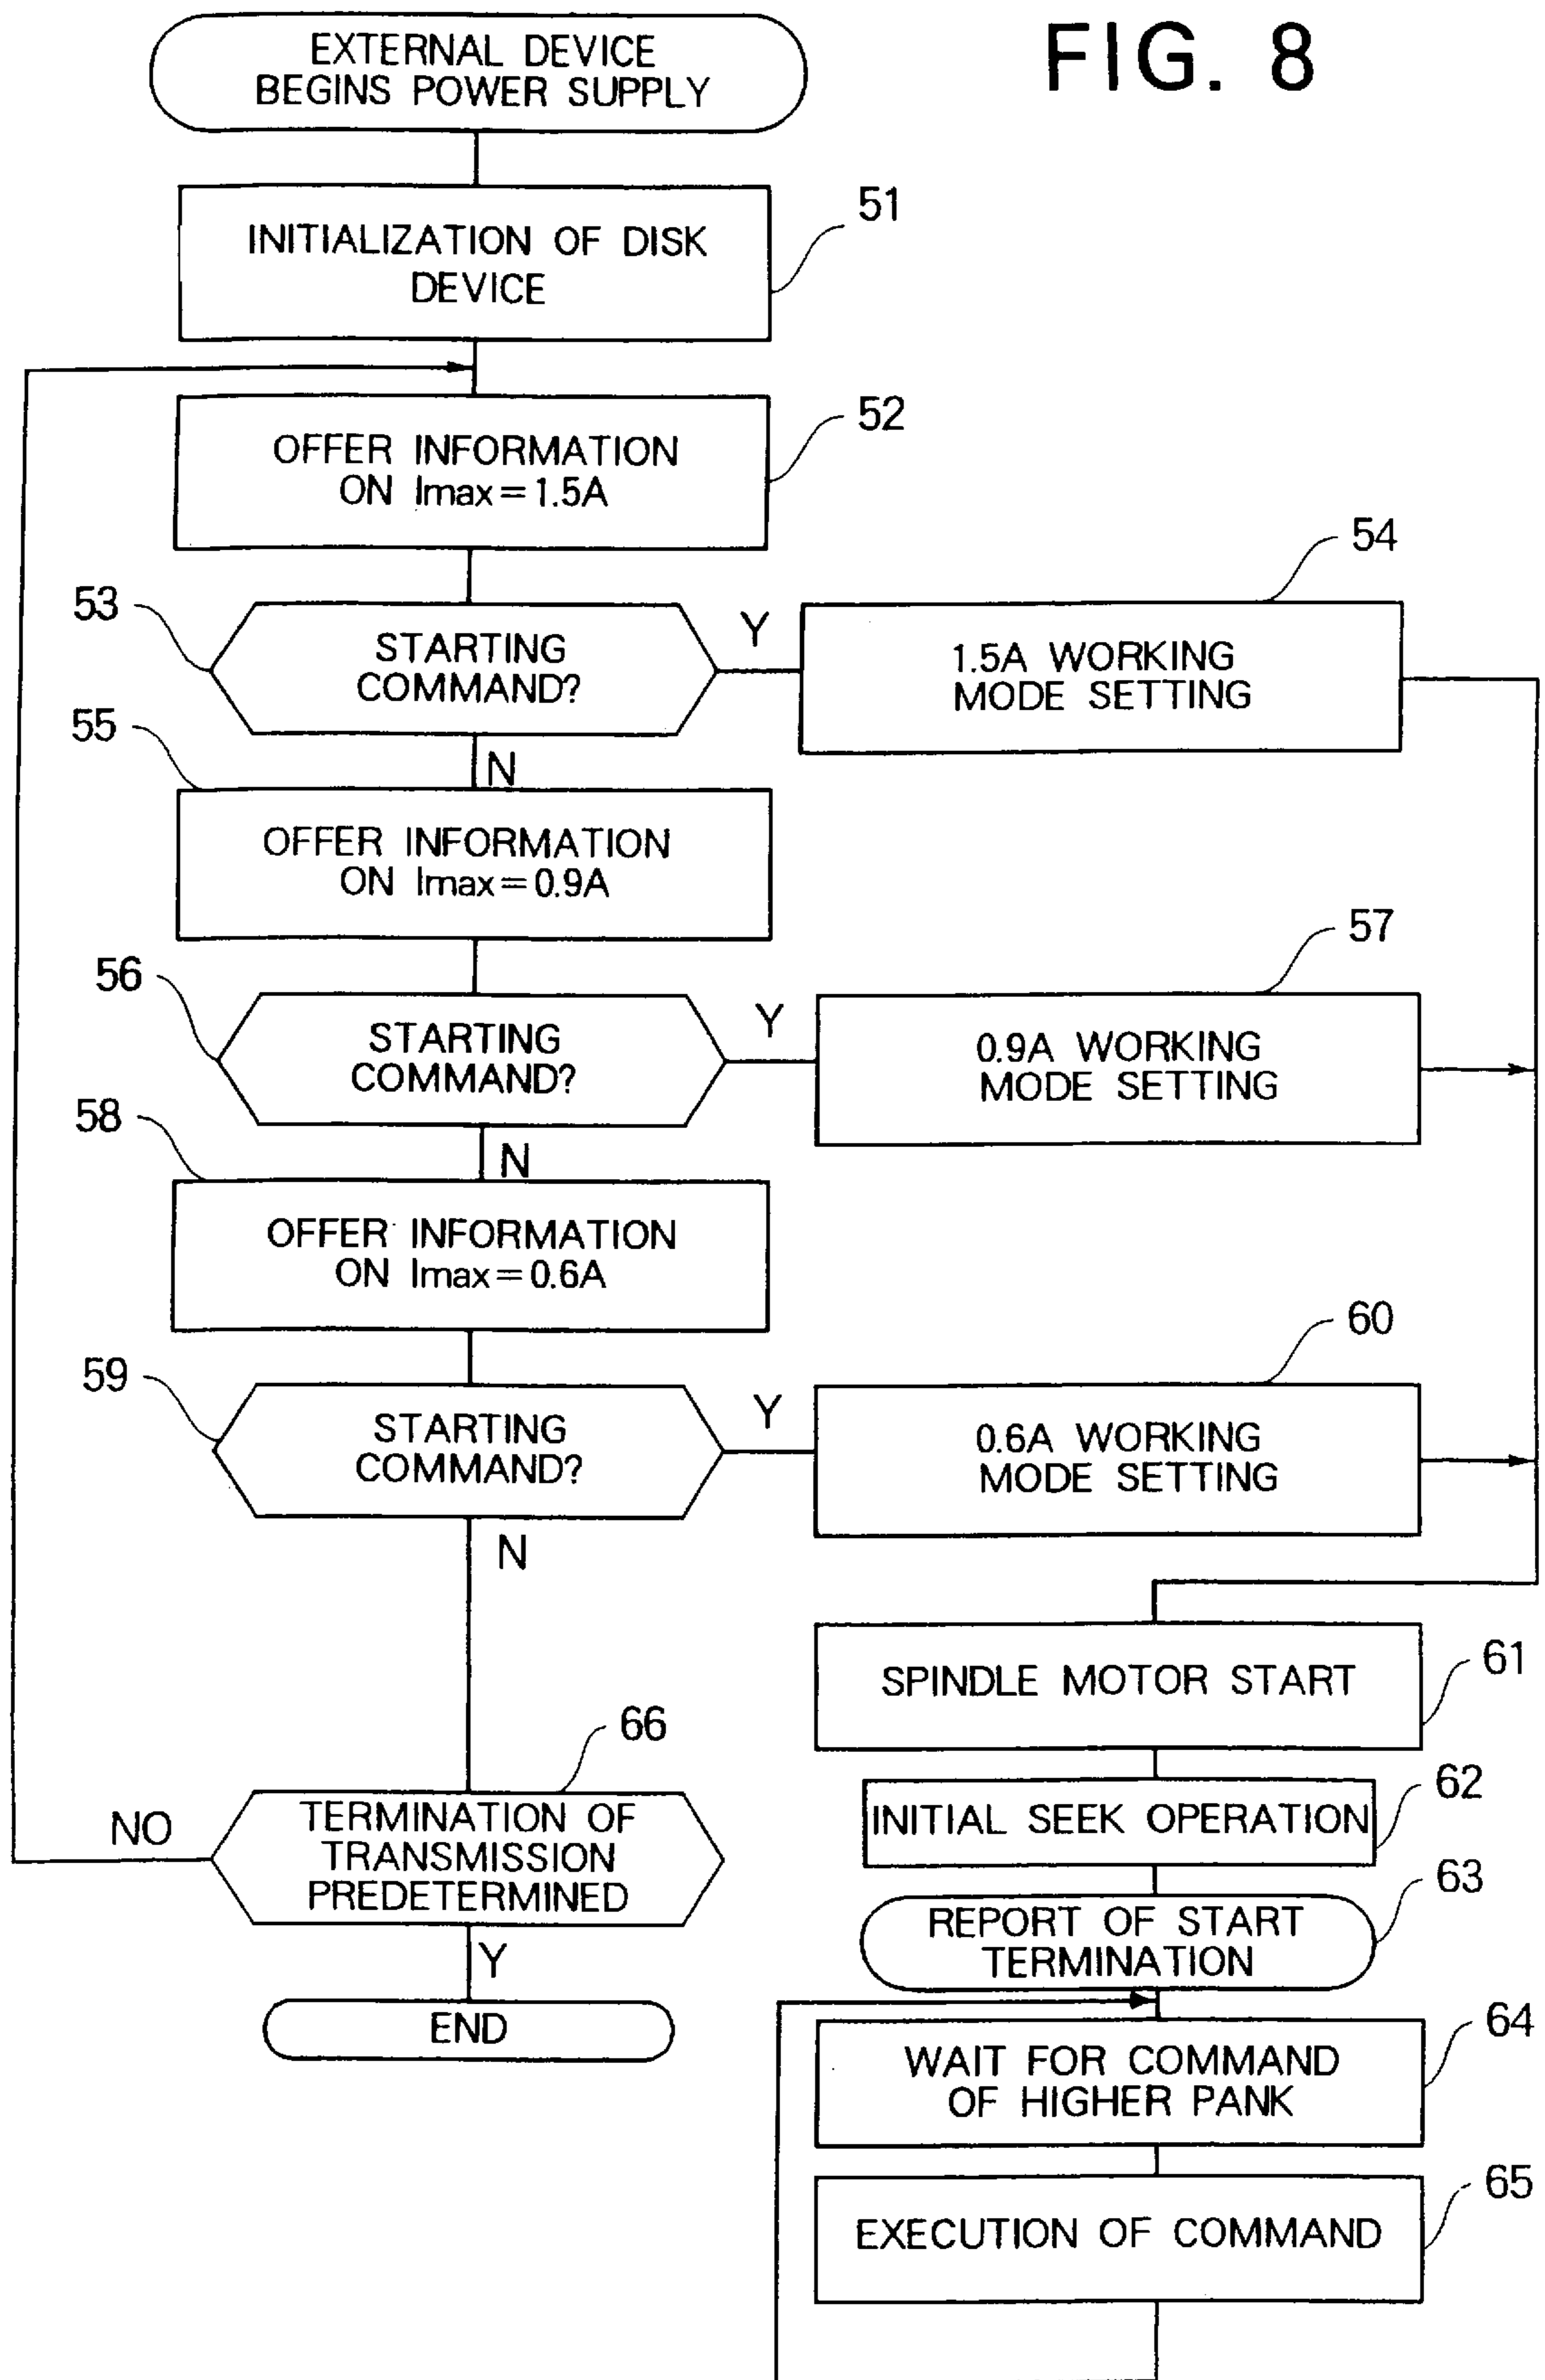 FIG. 8
EXTERNAL DEVICE
BEGINS POWER SUPPLY
51
INITIALIZATION OF DISK
DEVICE
52
OFFER INFORMATION
ON Imax = 1.5A
53
STARTING
COMMAND?
Y
54
1.5A WORKING
MODE SETTING
N
55
OFFER INFORMATION
ON Imax = 0.9A
56
STARTING
COMMAND?
Y
57
0.9A WORKING
MODE SETTING
N
58
OFFER INFORMATION
ON Imax = 0.6A
59
STARTING
COMMAND?
Y
60
0.6A WORKING
MODE SETTING
N
66
TERMINATION OF
TRANSMISSION
PREDETERMINED
NO
Y
END
61
SPINDLE MOTOR START
62
INITIAL SEEK OPERATION
63
REPORT OF START
TERMINATION
64
WAIT FOR COMMAND
OF HIGHER PANK
65
EXECUTION OF COMMAND